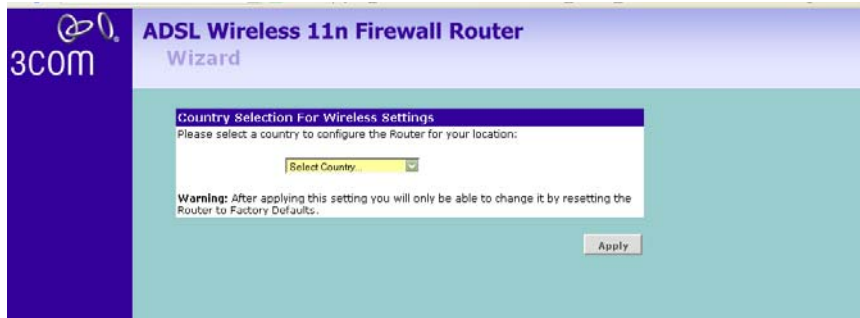 3COM
ADSL Wireless 11n Firewall Router
Wizard
Country Selection For Wireless Settings
Please select a country to configure the Router for your location:
Select Country...
Warning: After applying this setting you will only be able to change it by resetting the
Router to Factory Defaults.
Apply